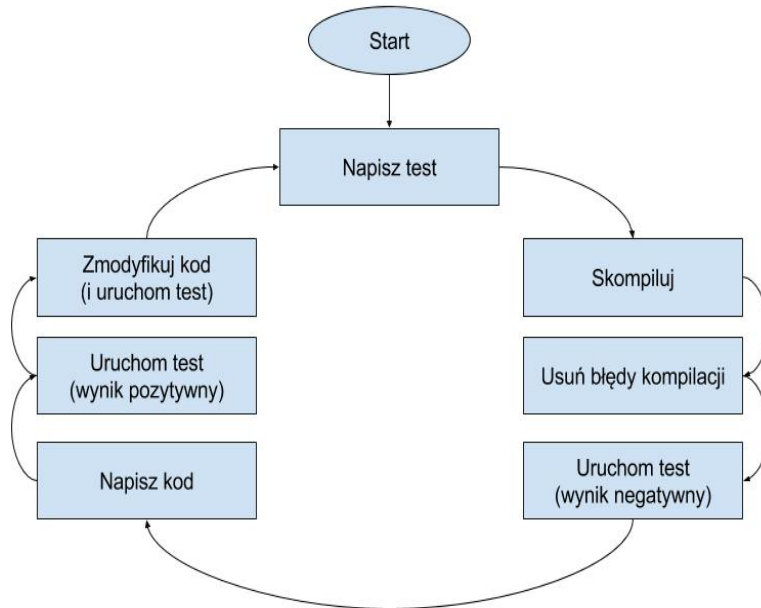 Start
Napisz test
Skompiluj
Usuń błędy kompilacji
Uruchom test
(wynik negatywny)
Napisz kod
Uruchom test
(wynik pozytywny)
Zmodyfikuj kod
(i uruchom test)